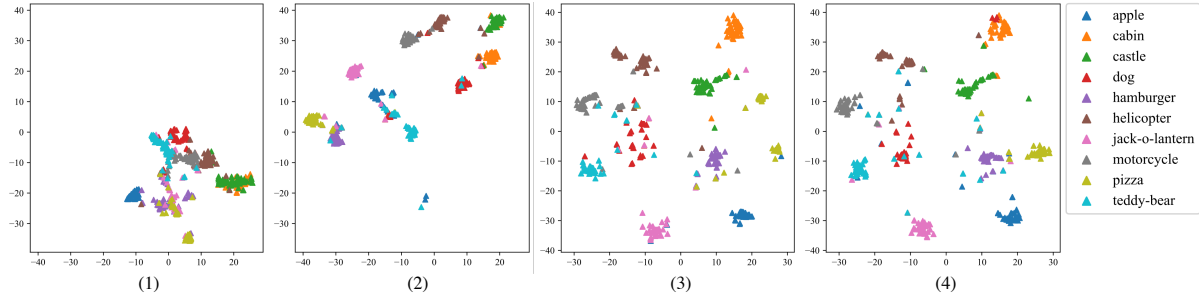 40
30
20
10
0
−10
−20
−30
−40 −30 −20 −10 0 10 20
(1)
40
30
20
10
0
−10
−20
−30
−40 −30 −20 −10 0 10 20
(2)
40
30
20
10
0
−10
−20
−30
−40
−30 −20 −10 0 10 20 30
(3)
40
30
20
10
0
−10
−20
−30
−40
−30 −20 −10 0 10 20 30
(4)
apple
cabin
castle
dog
hamburger
helicopter
jack-o-lantern
motorcycle
pizza
teddy-bear